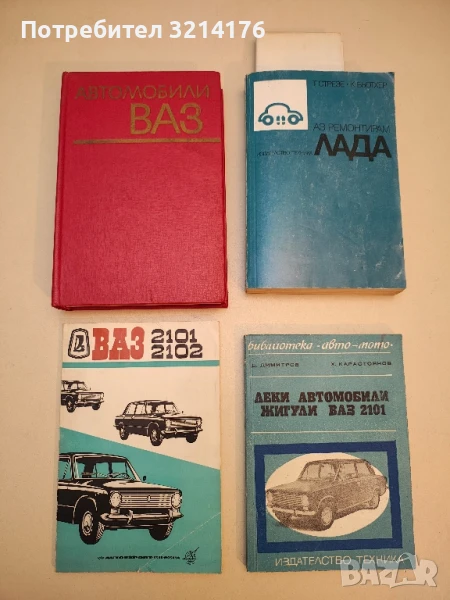 Потребител 3214176
АВТОМОБИЛИ
ВАЗ
АЗ РЕМОНТИРАМ
ЛАДА
ВАЗ 2101
2102
библиотека •авто-мото•
Д. ДИМИТРОВ Х. КАРАСТОЯНОВ
ЛЕКИ АВТОМОБИЛИ
ЖИГУЛИ ВАЗ 2101
ИЗДАТЕЛСТВО ТЕХНИКА
BAZAR